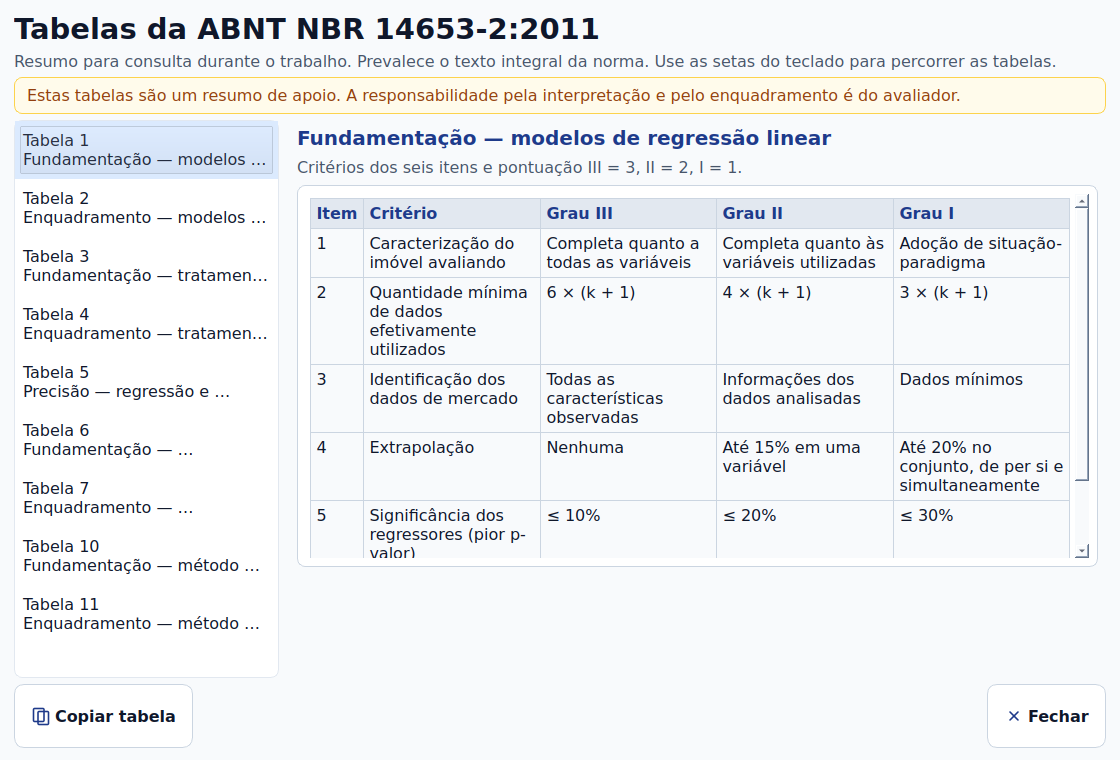 Tabelas da ABNT NBR 14653-2:2011
Resumo para consulta durante o trabalho. Prevalece o texto integral da norma. Use as setas do teclado para percorrer as tabelas.
Estas tabelas são um resumo de apoio. A responsabilidade pela interpretação e pelo enquadramento é do avaliador.
Tabela 1
Fundamentação — modelos ...
Tabela 2
Enquadramento — modelos ...
Tabela 3
Fundamentação — tratamen...
Tabela 4
Enquadramento — tratamen...
Tabela 5
Precisão — regressão e ...
Tabela 6
Fundamentação — ...
Tabela 7
Enquadramento — ...
Tabela 10
Fundamentação — método ...
Tabela 11
Enquadramento — método ...
Fundamentação — modelos de regressão linear
Critérios dos seis itens e pontuação III = 3, II = 2, I = 1.
Item Critério Grau III Grau II Grau I
1 Caracterização do Completa quanto a Completa quanto às Adoção de situação-
imóvel avaliando todas as variáveis variáveis utilizadas paradigma
2 Quantidade mínima 6 × (k + 1) 4 × (k + 1) 3 × (k + 1)
de dados
efetivamente
utilizados
3 Identificação dos Todas as Informações dos Dados mínimos
dados de mercado características dados analisadas
observadas
4 Extrapolação Nenhuma Até 15% em uma Até 20% no
variável conjunto, de per si e
simultaneamente
5 Significância dos ≤ 10% ≤ 20% ≤ 30%
regressores (pior p-
valor)
Copiar tabela
Fechar